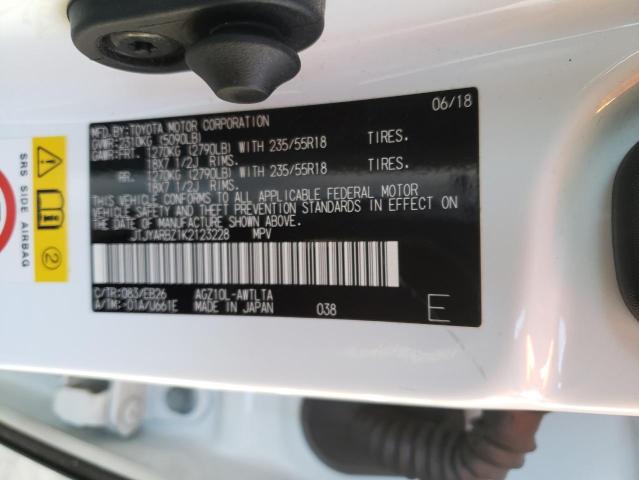 06/18
MFD.BY:TOYOTA MOTOR CORPORATION
GVWR:2310KG (5090LB)
GAWR:FRT. 1270KG (2790LB) WITH 235/55R18 TIRES.
18X7 1/2J RIMS.
RR. 1270KG (2790LB) WITH 235/55R18 TIRES.
18X7 1/2J RIMS.
THIS VEHICLE CONFORMS TO ALL APPLICABLE FEDERAL MOTOR
VEHICLE SAFETY AND THEFT PREVENTION STANDARDS IN EFFECT ON
THE DATE OF MANUFACTURE SHOWN ABOVE.
JTJYARBZ1K2123228 MPV
C/TR:083/EB26 AGZ10L-AWTLTA
A/TM:-01A/U661E MADE IN JAPAN 038 E
SRS SIDE AIRBAG
2